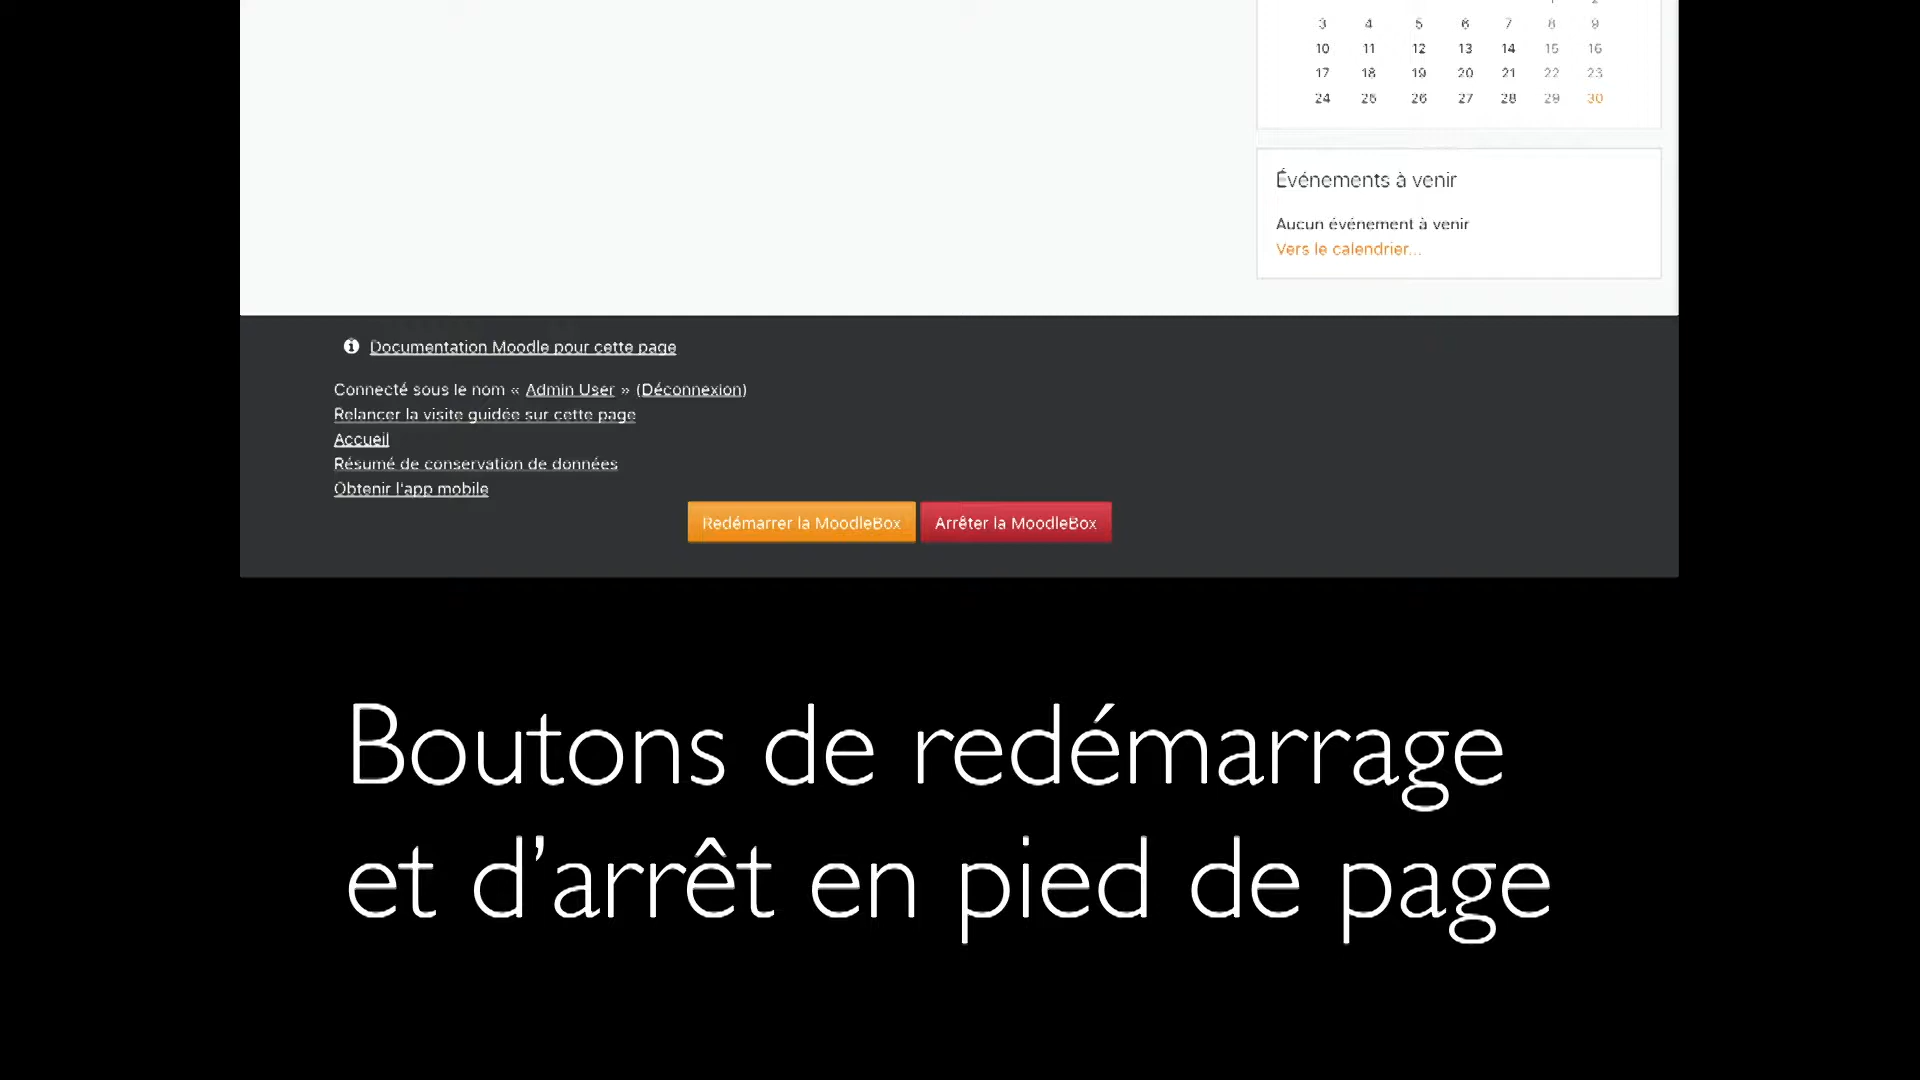 1 2
3 4 5 6 7 8 9
10 11 12 13 14 15 16
17 18 19 20 21 22 23
24 25 26 27 28 29 30
Événements à venir
Aucun événement à venir
Vers le calendrier...
Documentation Moodle pour cette page
Connecté sous le nom « Admin User » (Déconnexion)
Relancer la visite guidée sur cette page
Accueil
Résumé de conservation de données
Obtenir l'app mobile
Redémarrer la MoodleBox Arrêter la MoodleBox
Boutons de redémarrage
et d’arrêt en pied de page